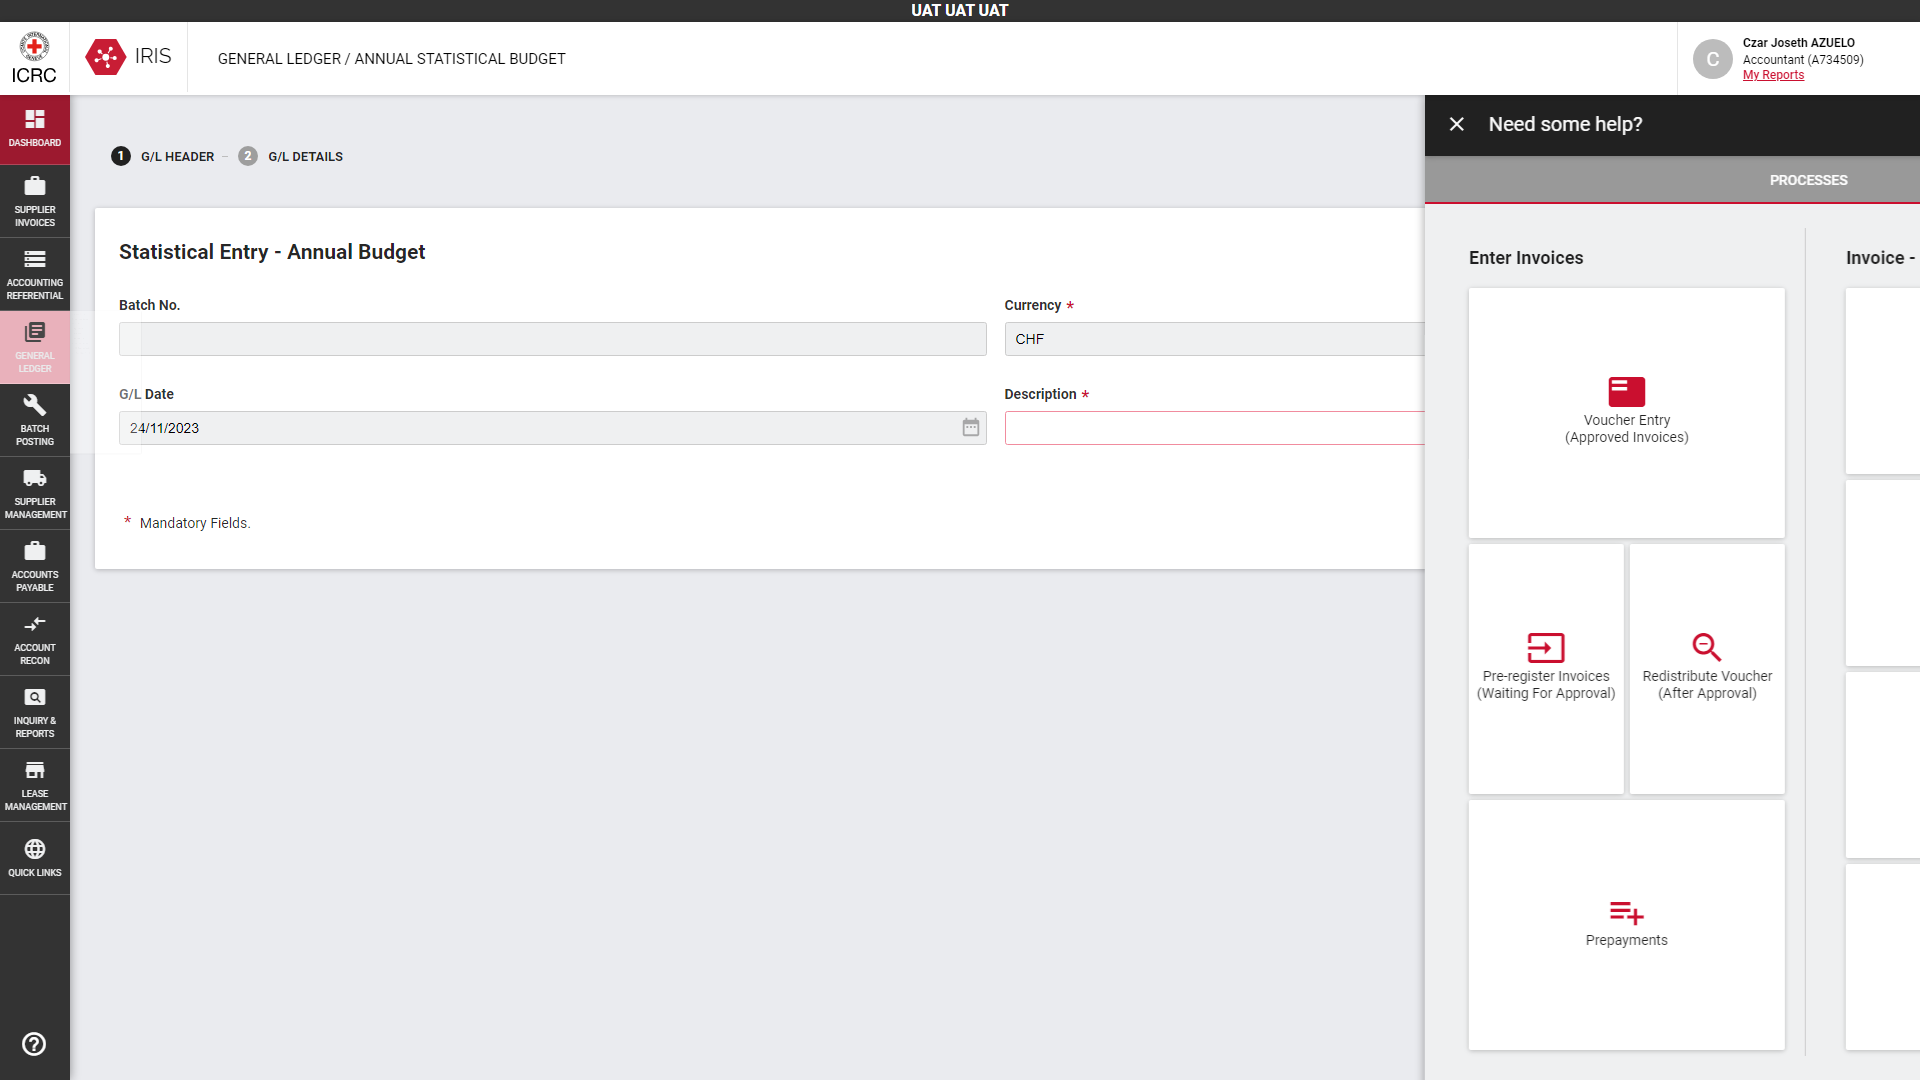 UAT UAT UAT
ICRC
IRIS
GENERAL LEDGER / ANNUAL STATISTICAL BUDGET
C
Czar Joseth AZUELO
Accountant (A734509)
My Reports
DASHBOARD
SUPPLIER
INVOICES
ACCOUNTING
REFERENTIAL
GENERAL
LEDGER
BATCH
POSTING
SUPPLIER
MANAGEMENT
ACCOUNTS
PAYABLE
ACCOUNT
RECON
INQUIRY &
REPORTS
LEASE
MANAGEMENT
QUICK LINKS
1 G/L HEADER – 2 G/L DETAILS
Statistical Entry - Annual Budget
Batch No.
Currency *
CHF
G/L Date
24/11/2023
Description *
* Mandatory Fields.
Need some help?
PROCESSES
Enter Invoices
Invoice -
Voucher Entry
(Approved Invoices)
Pre-register Invoices
(Waiting For Approval)
Redistribute Voucher
(After Approval)
Prepayments